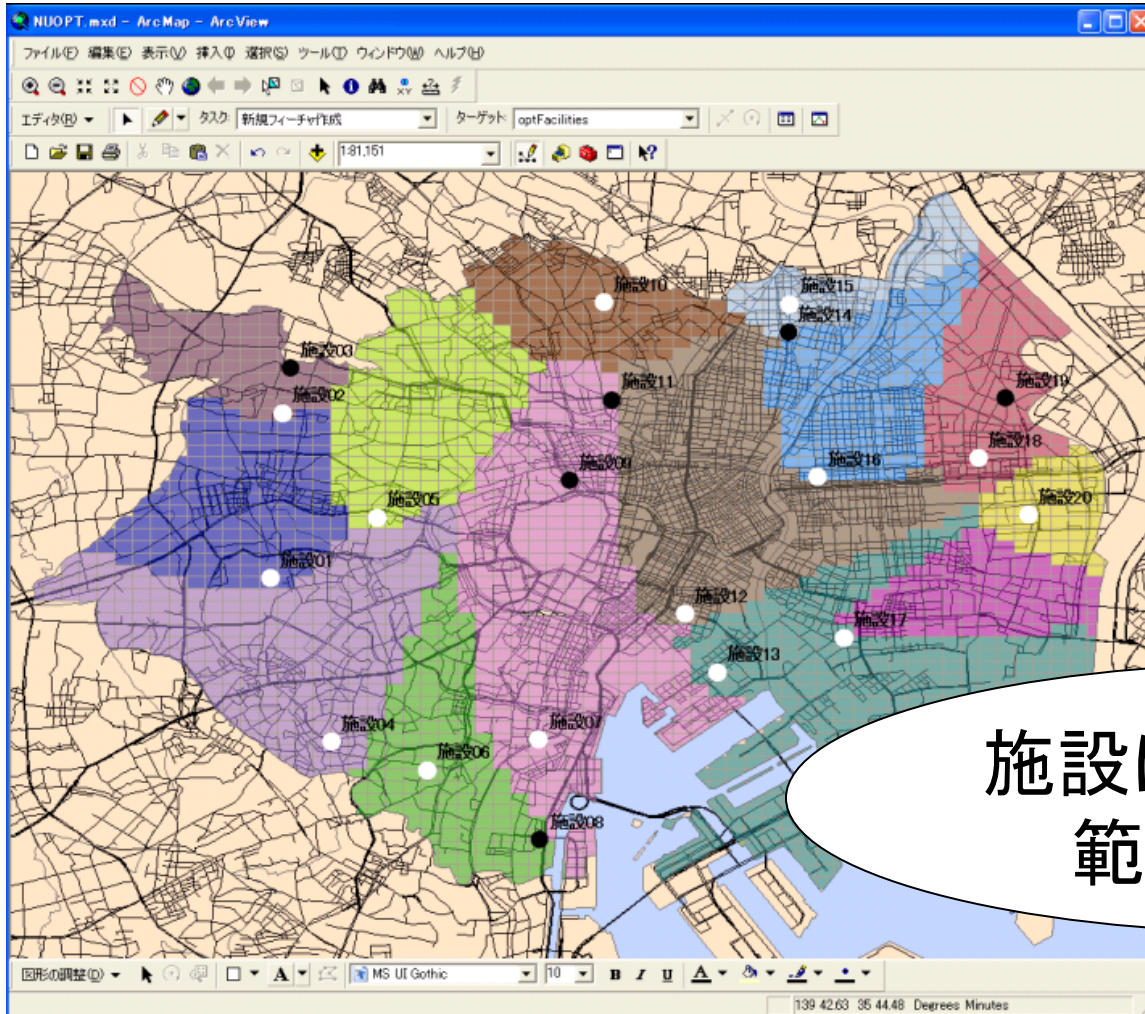 NUOPT.mxd - ArcMap - ArcView
ファイル(F) 編集(E) 表示(V) 挿入(I) 選択(S) ツール(T) ウィンドウ(W) ヘルプ(H)
エディタ(R) タスク: 新規フィーチャ作成 ターゲット: optFacilities
1:81,151
施設10
施設15
施設14
施設03
施設02
施設11
施設19
施設18
施設09
施設16
施設05
施設20
施設01
施設12
施設17
施設13
施設04
施設07
施設06
施設08
施設
範
図形の調整(D) A MS UI Gothic 10 B I U A
139 42.63 35 44.48 Degrees Minutes